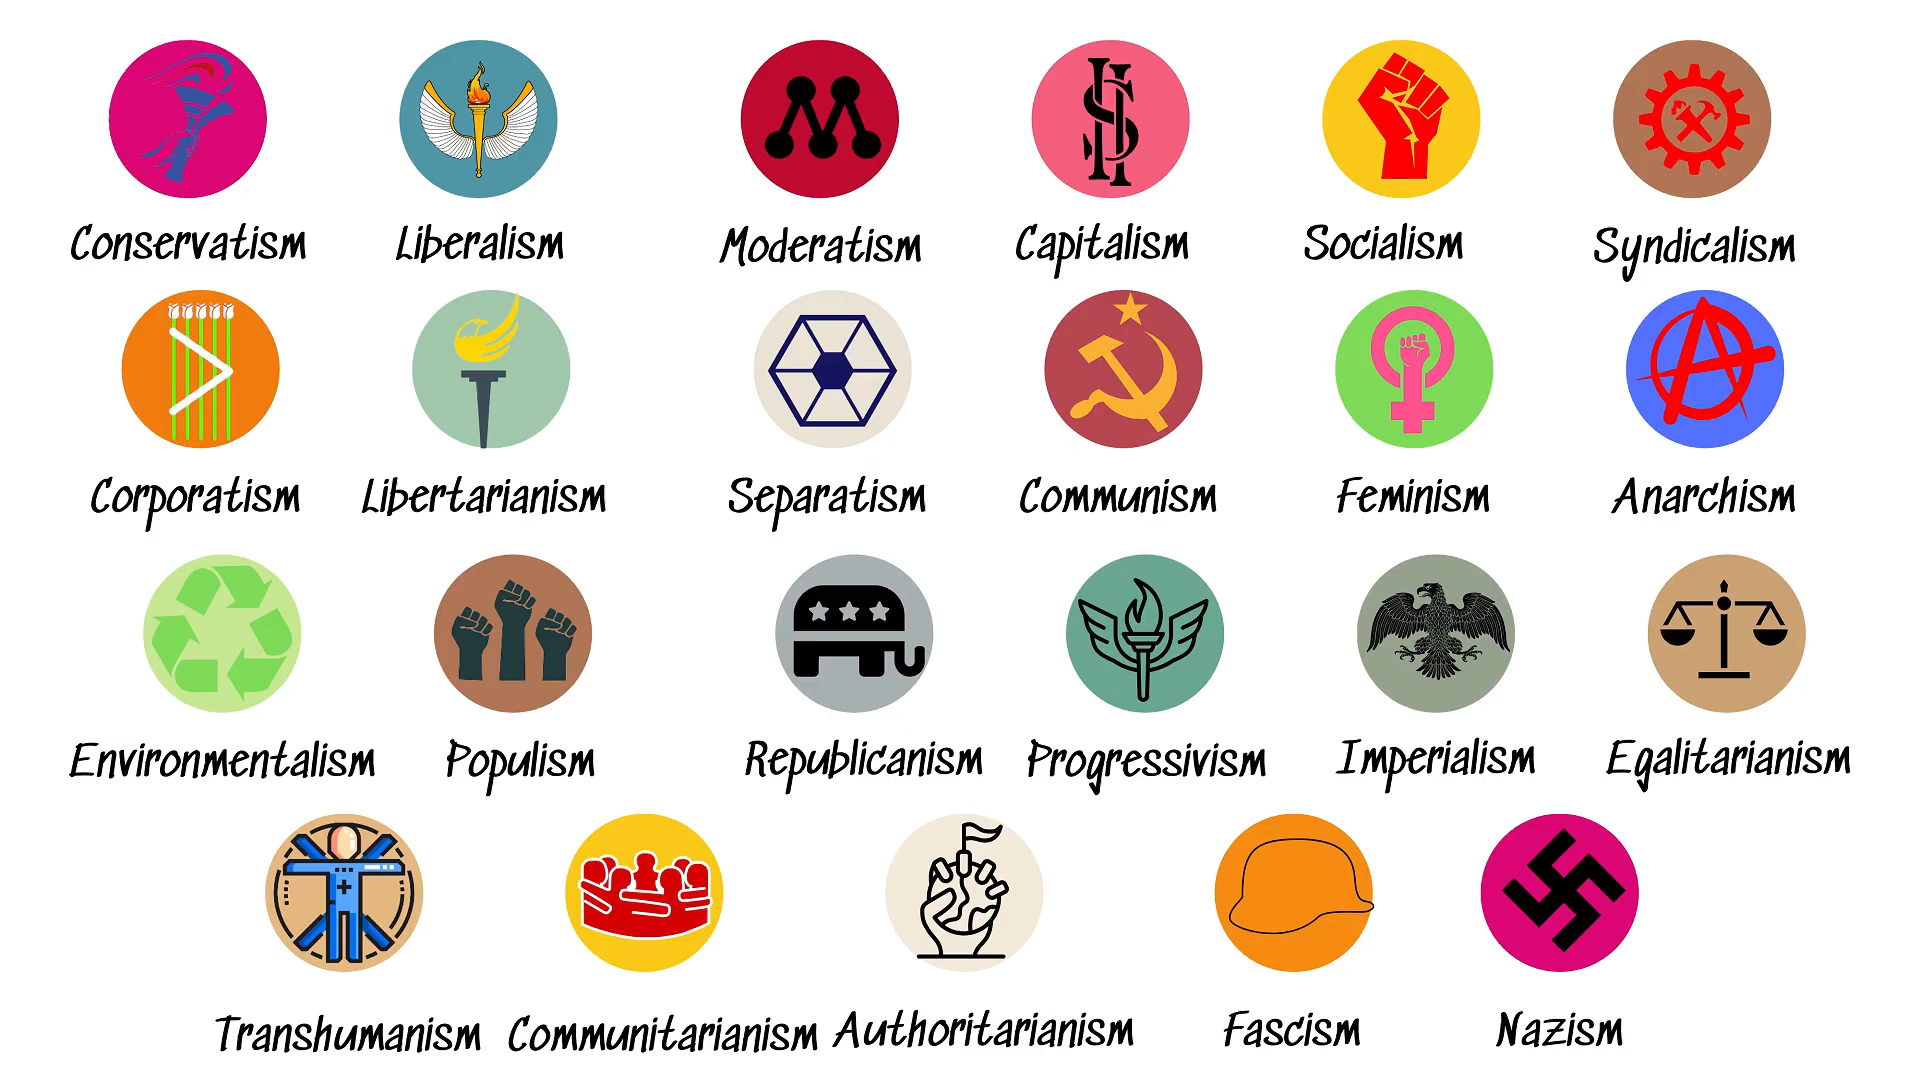 Conservatism Liberalism Moderatism Capitalism Socialism Syndicalism
Corporatism Libertarianism Separatism Communism Feminism Anarchism
Environmentalism Populism Republicanism Progressivism Imperialism Egalitarianism
Transhumanism Communitarianism Authoritarianism Fascism Nazism